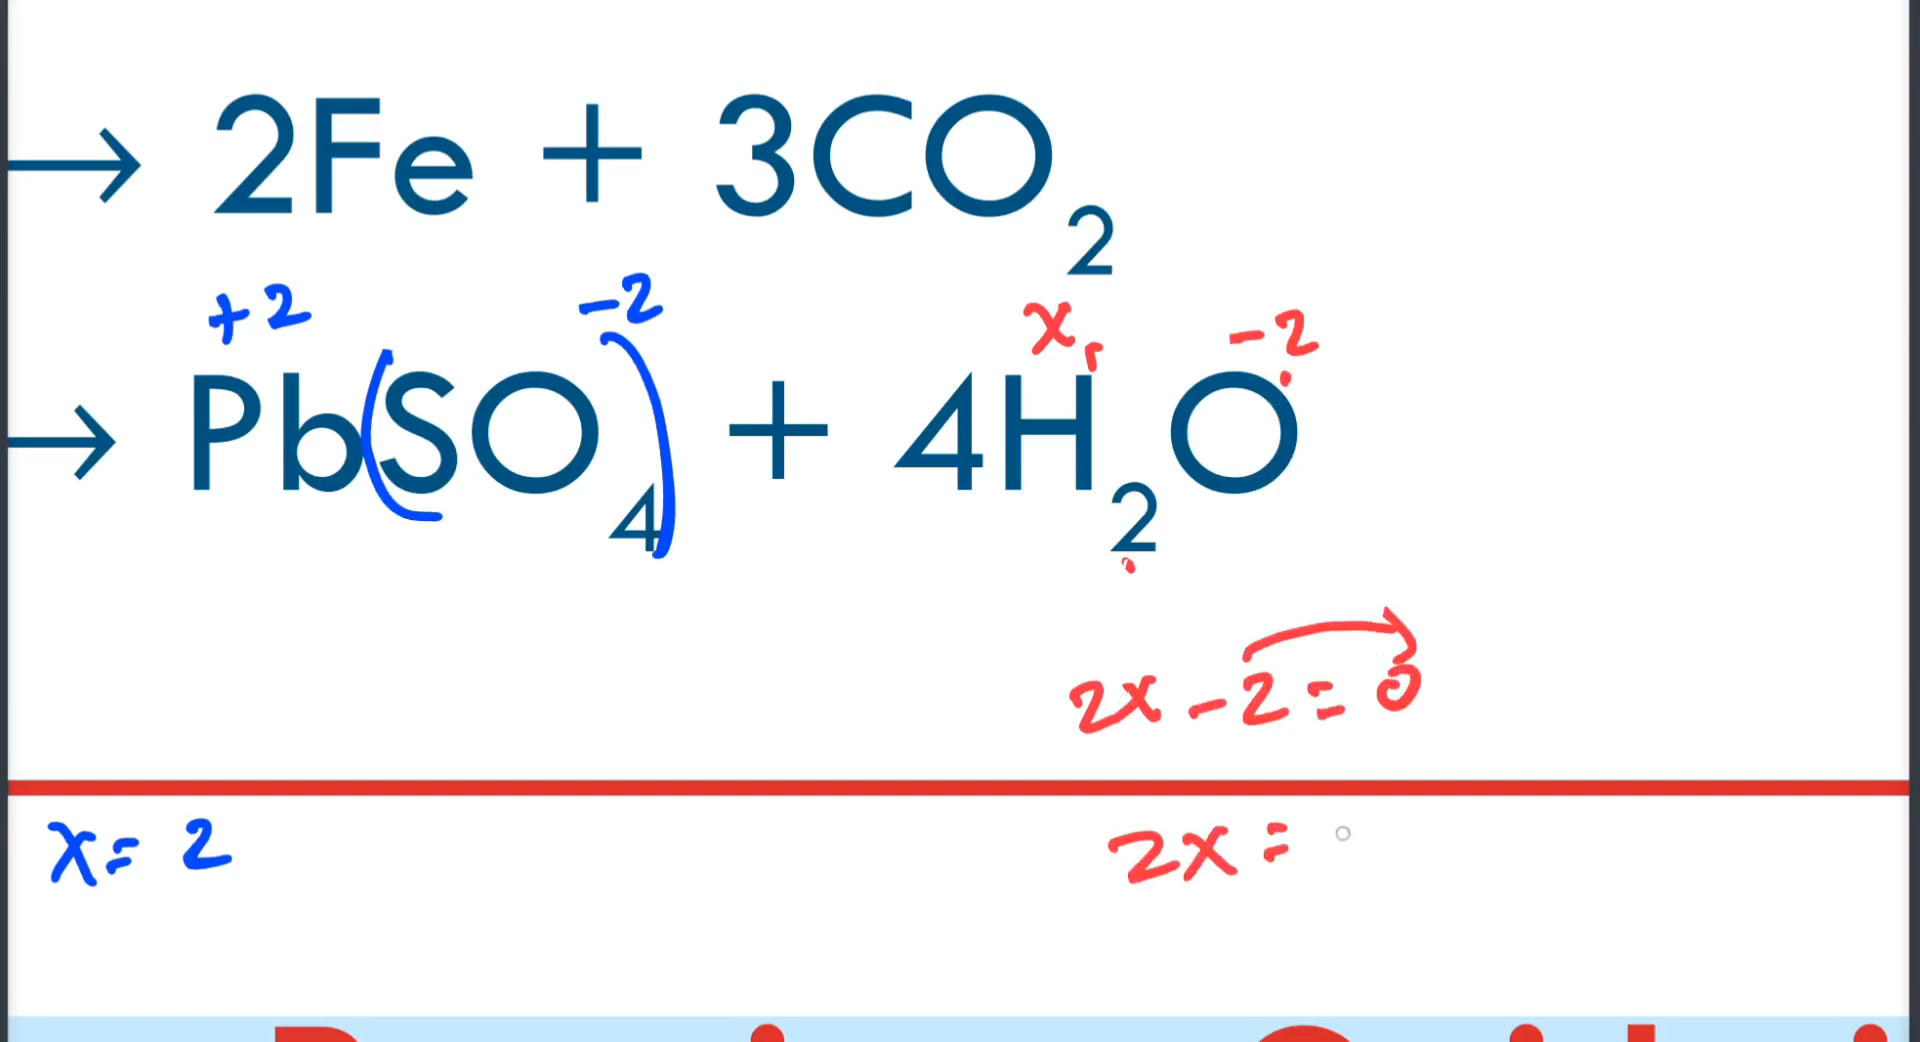 → 2Fe + 3CO₂
+2 -2 x -2
→ Pb(SO₄) + 4H₂O
2x - 2 = 0
x = 2 2x =